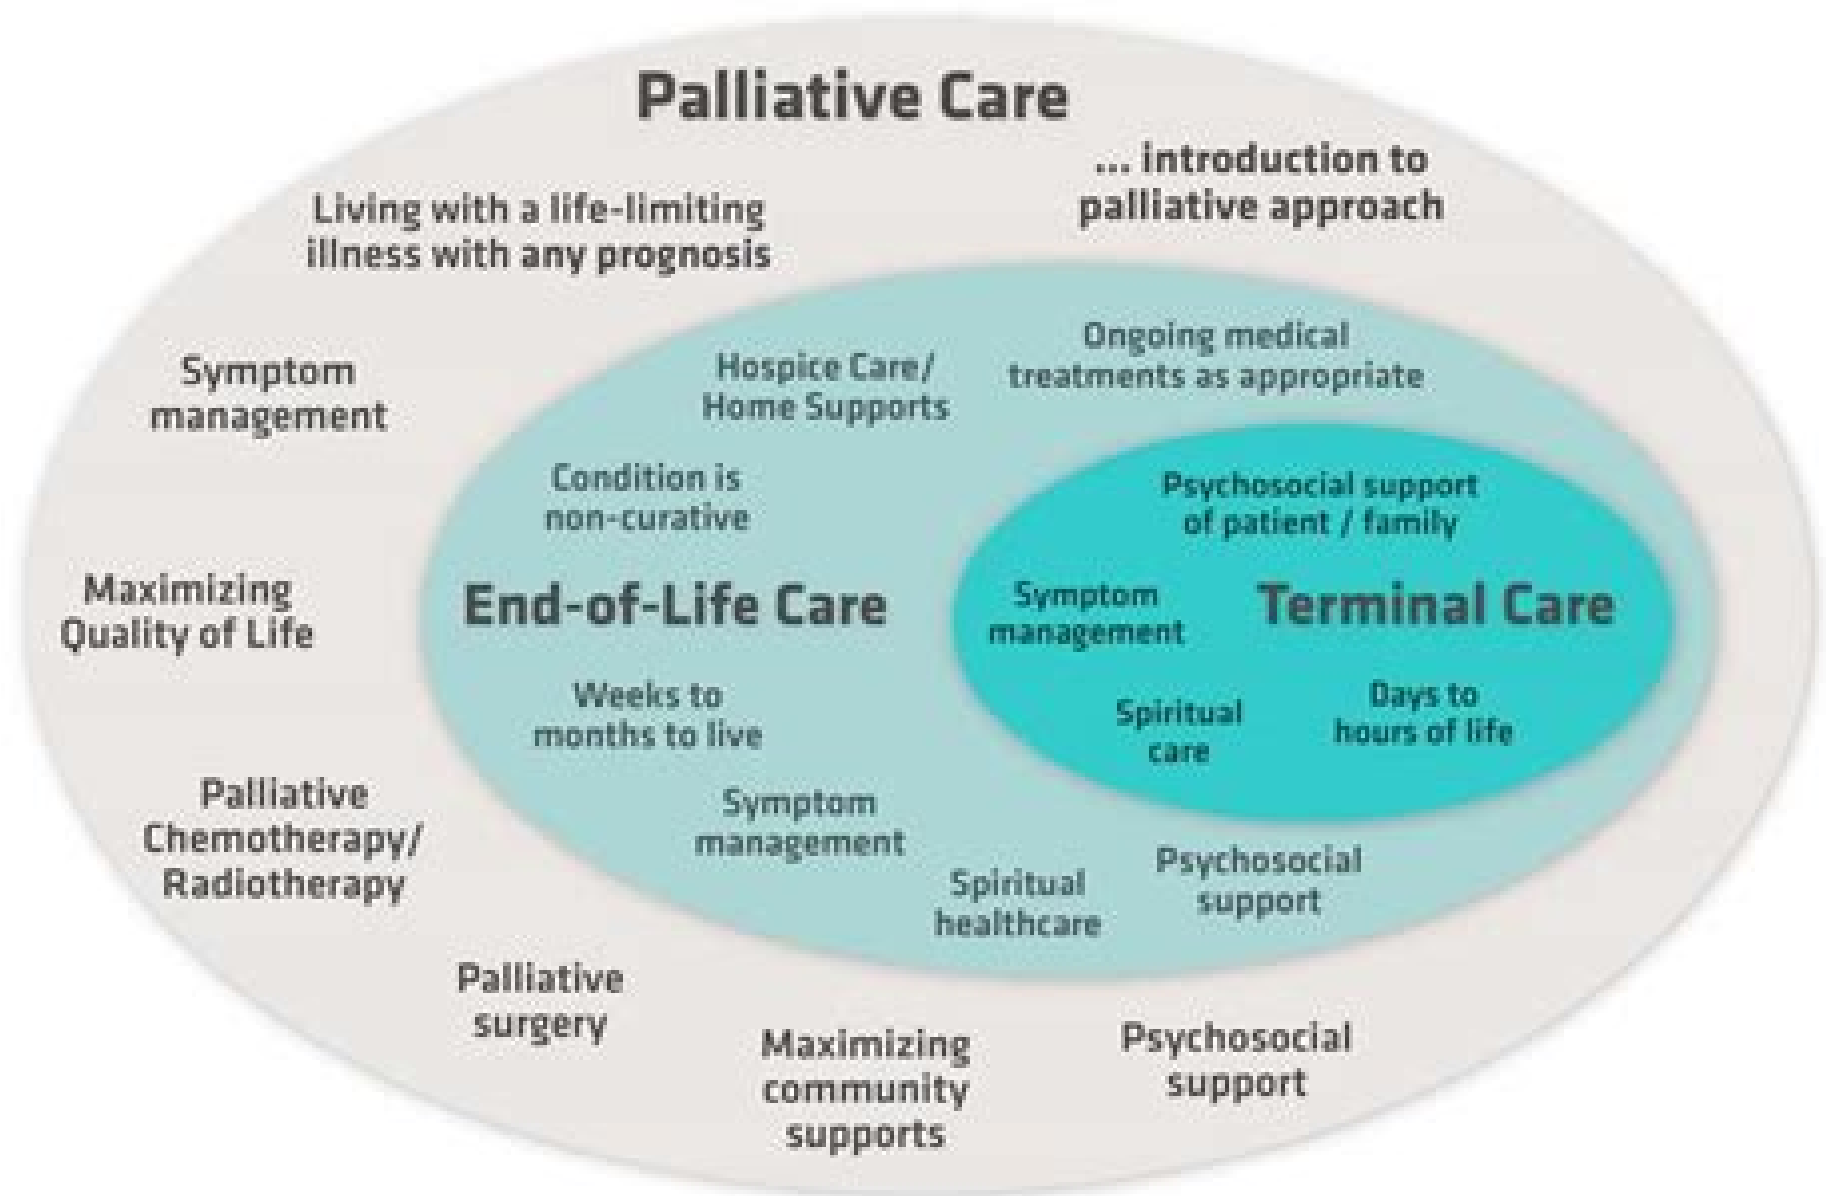 Palliative Care
... introduction to
palliative approach
Living with a life-limiting
illness with any prognosis
Symptom
management
Maximizing
Quality of Life
Palliative
Chemotherapy/
Radiotherapy
Palliative
surgery
Maximizing
community
supports
Psychosocial
support
Hospice Care/
Home Supports
Ongoing medical
treatments as appropriate
Condition is
non-curative
End-of-Life Care
Weeks to
months to live
Symptom
management
Spiritual
healthcare
Psychosocial
support
Psychosocial support
of patient / family
Symptom
management
Terminal Care
Spiritual
care
Days to
hours of life